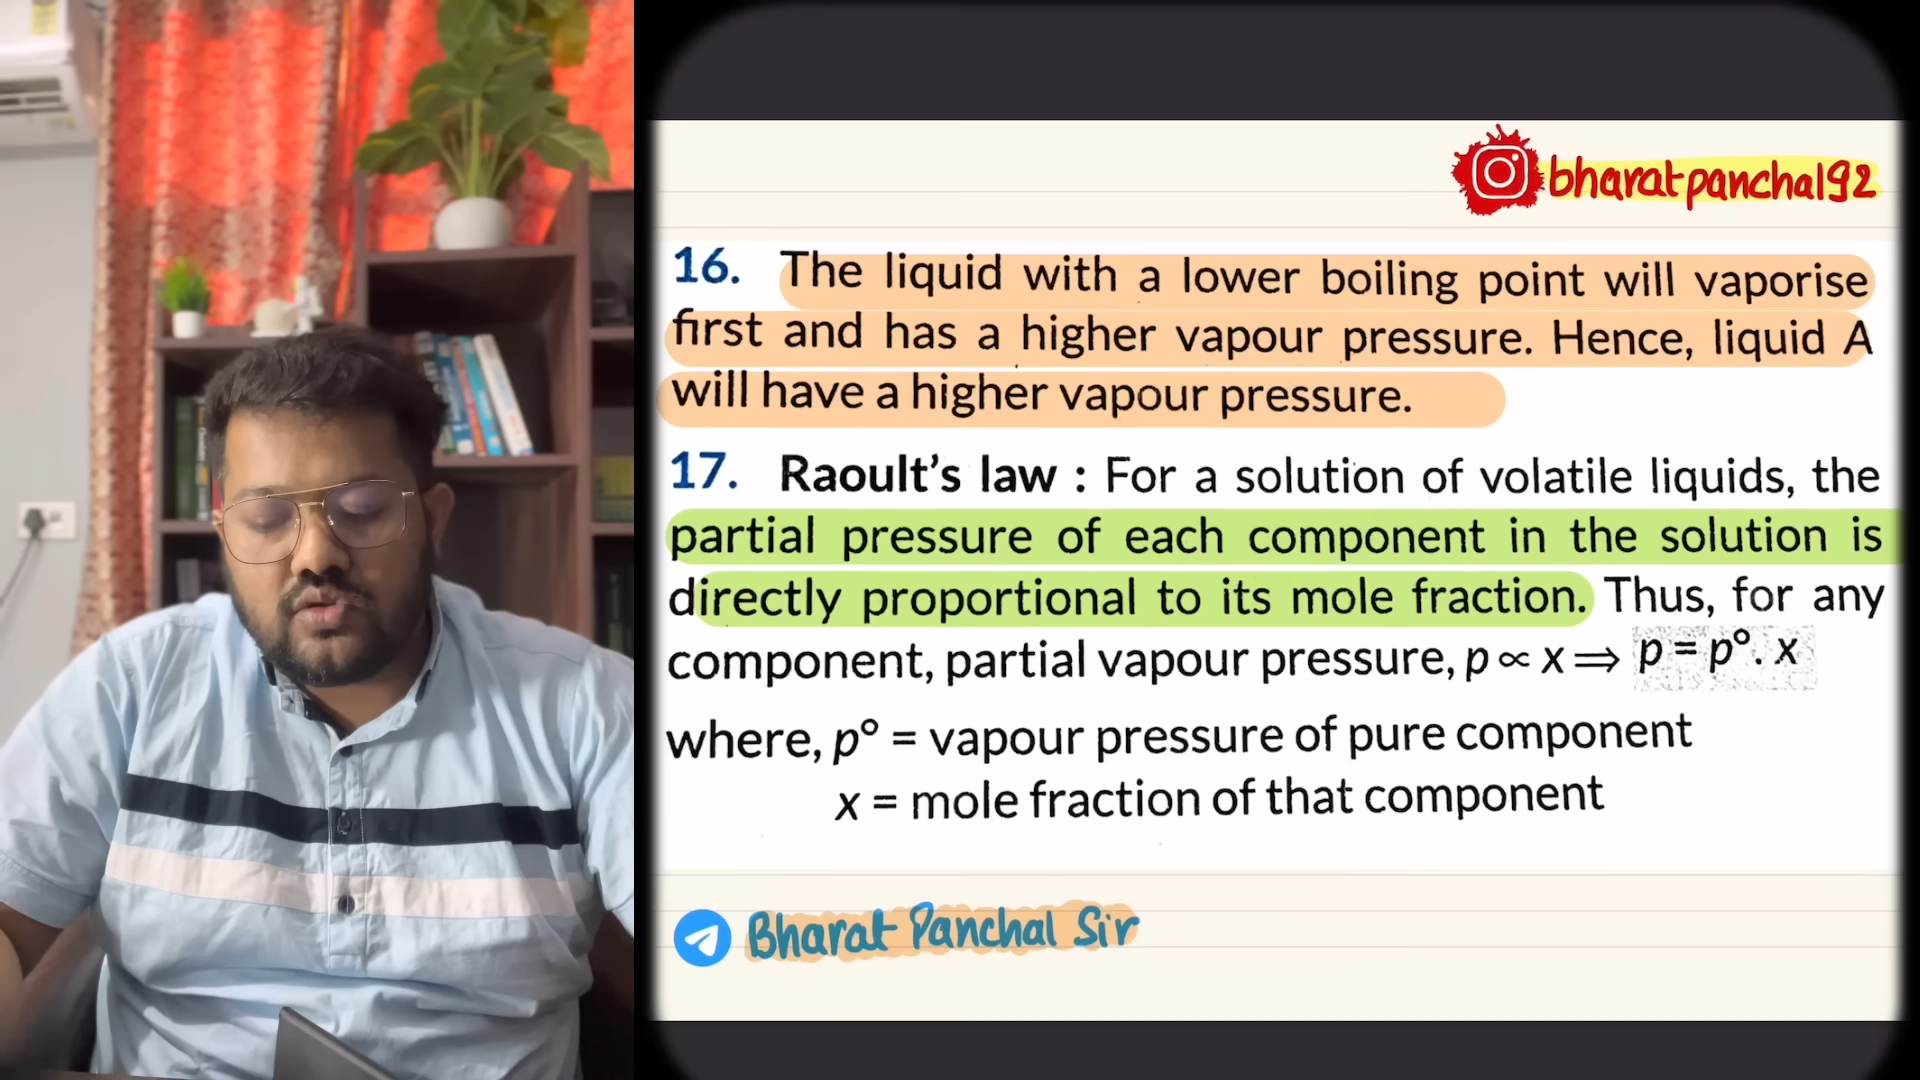 bharatpanchal92
16. The liquid with a lower boiling point will vaporise
first and has a higher vapour pressure. Hence, liquid A
will have a higher vapour pressure.
17. Raoult's law : For a solution of volatile liquids, the
partial pressure of each component in the solution is
directly proportional to its mole fraction. Thus, for any
component, partial vapour pressure, p ∝ x ⟹ p = p°. x
where, p° = vapour pressure of pure component
x = mole fraction of that component
Bharat Panchal Sir